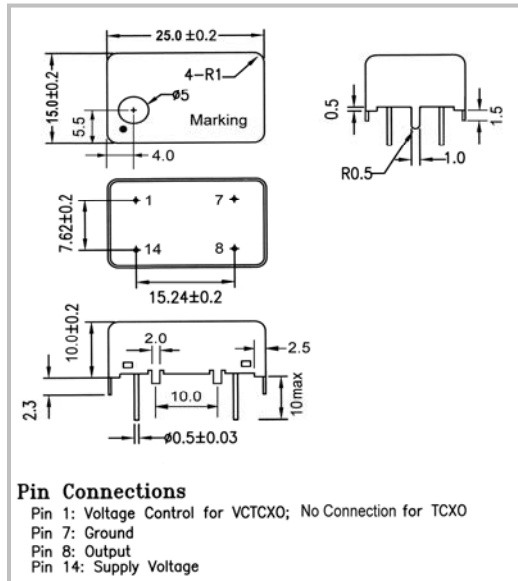 25.0±0.2
4-R1
ø5
15.0±0.2
5.5
Marking
4.0
0.5
1.5
R0.5
1.0
1
7
7.62±0.2
14
8
15.24±0.2
10.0±0.2
2.0
2.5
2.3
10.0
10max
ø0.5±0.03
Pin Connections
Pin 1: Voltage Control for VCTCXO; No Connection for TCXO
Pin 7: Ground
Pin 8: Output
Pin 14: Supply Voltage